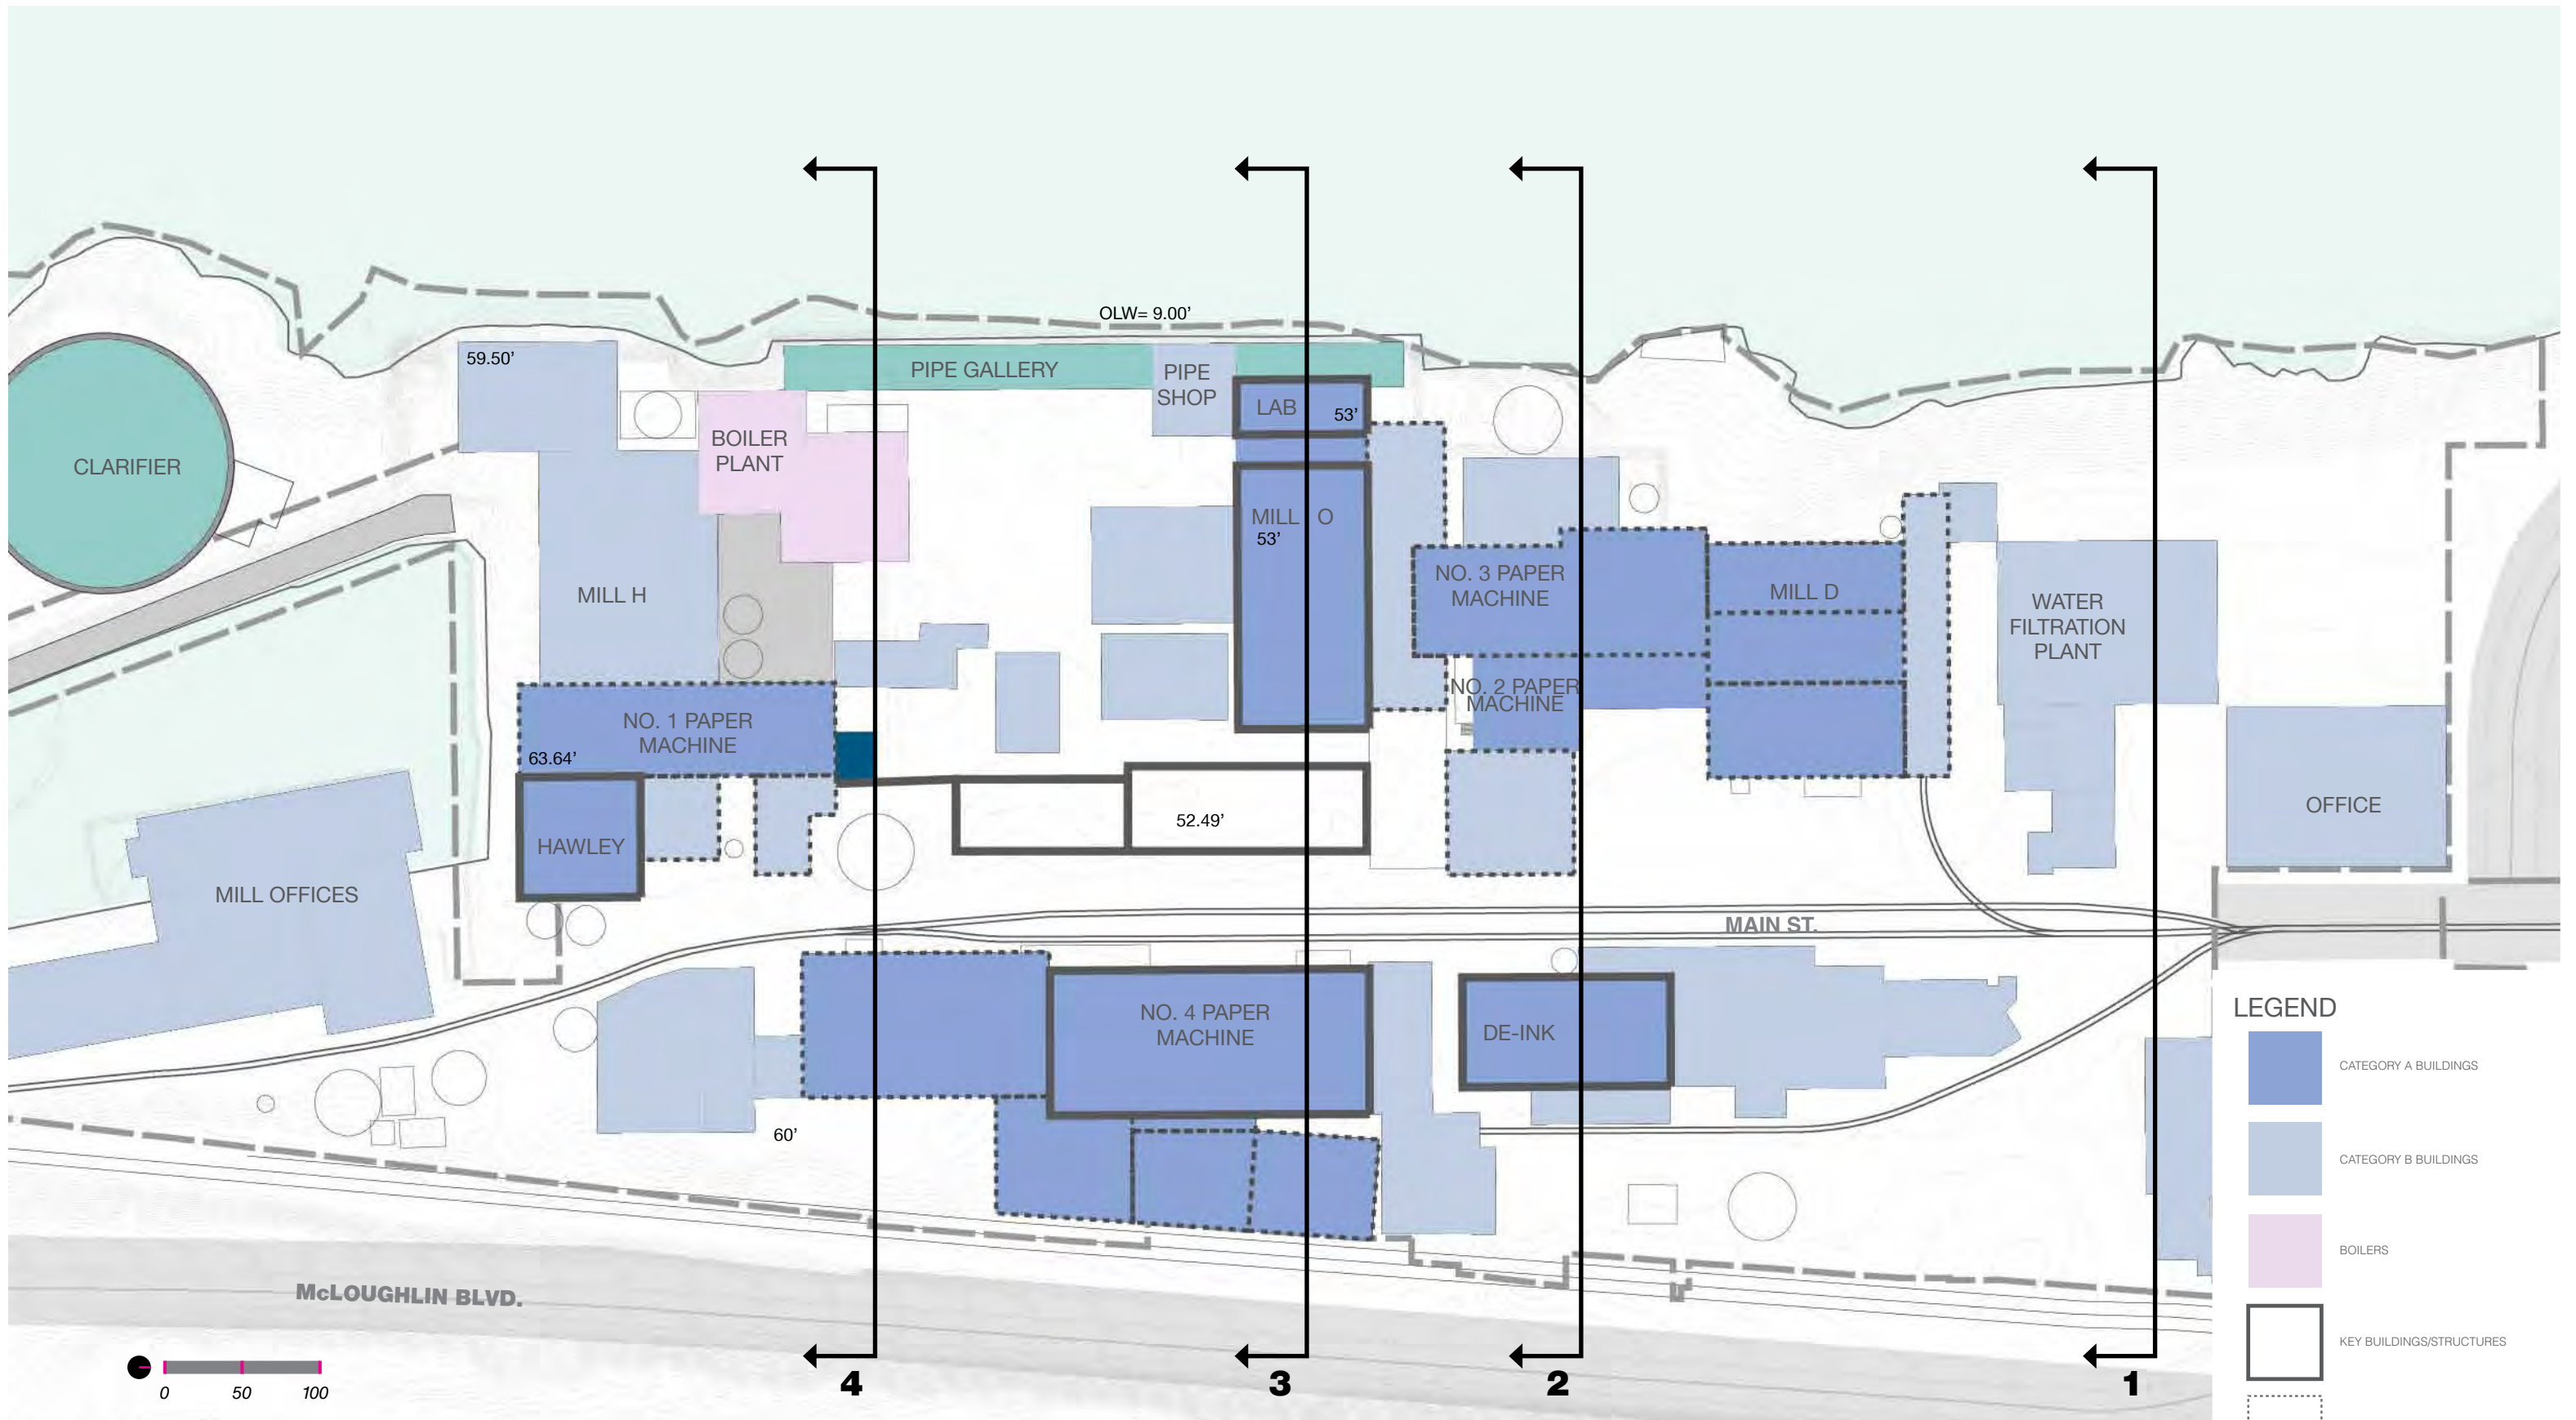 OLW= 9.00’
59.50’
PIPE GALLERY
PIPE
SHOP
LAB
53’
BOILER
PLANT
CLARIFIER
MILL O
53’
NO. 3 PAPER
MACHINE
MILL D
MILL H
WATER
FILTRATION
PLANT
NO. 2 PAPER
MACHINE
NO. 1 PAPER
MACHINE
63.64’
52.49’
OFFICE
HAWLEY
MILL OFFICES
MAIN ST.
NO. 4 PAPER
MACHINE
DE-INK
60’
McLOUGHLIN BLVD.
0 50 100
4
3
2
1
LEGEND
CATEGORY A BUILDINGS
CATEGORY B BUILDINGS
BOILERS
KEY BUILDINGS/STRUCTURES